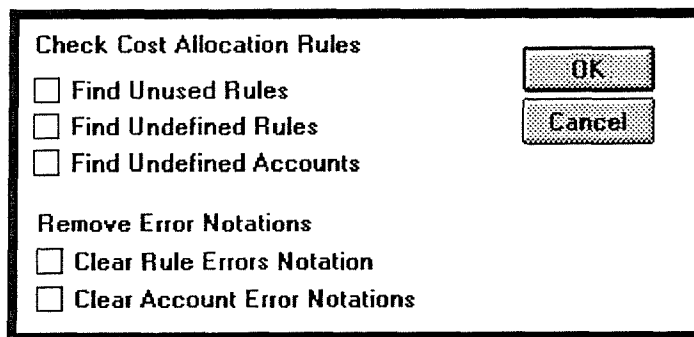 Check Cost Allocation Rules
Find Unused Rules
Find Undefined Rules
Find Undefined Accounts
OK
Cancel
Remove Error Notations
Clear Rule Errors Notation
Clear Account Error Notations